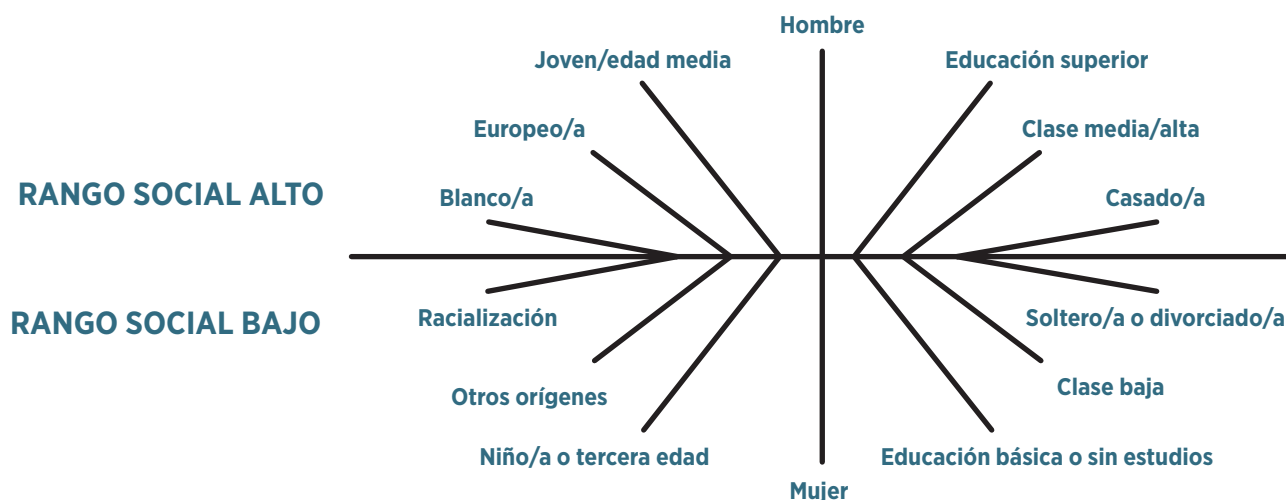 Hombre
Joven/edad media
Educación superior
Europeo/a
Clase media/alta
RANGO SOCIAL ALTO
Blanco/a
Casado/a
RANGO SOCIAL BAJO
Racialización
Soltero/a o divorciado/a
Otros orígenes
Clase baja
Niño/a o tercera edad
Educación básica o sin estudios
Mujer